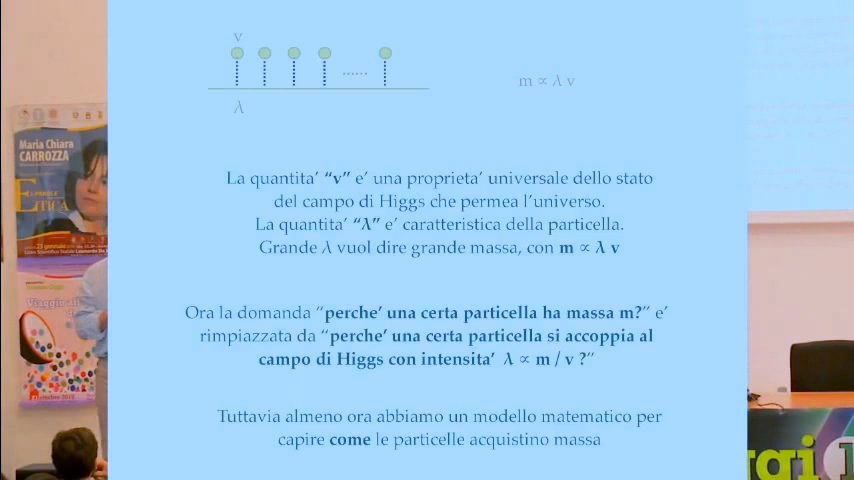 v
......
λ
m ∝ λ v
La quantita’ “v” e’ una proprieta’ universale dello stato
del campo di Higgs che permea l’universo.
La quantita’ “λ” e’ caratteristica della particella.
Grande λ vuol dire grande massa, con m ∝ λ v
Ora la domanda “perche’ una certa particella ha massa m?” e’
rimpiazzata da “perche’ una certa particella si accoppia al
campo di Higgs con intensita’ λ ∝ m / v ?”
Tuttavia almeno ora abbiamo un modello matematico per
capire come le particelle acquistino massa
Maria Chiara
CARROZZA
ETICA
Viaggio
ggi